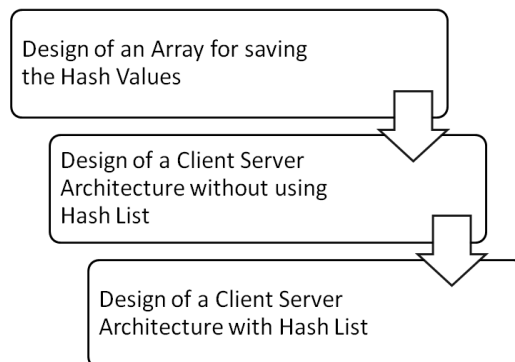 Design of an Array for saving
the Hash Values
Design of a Client Server
Architecture without using
Hash List
Design of a Client Server
Architecture with Hash List